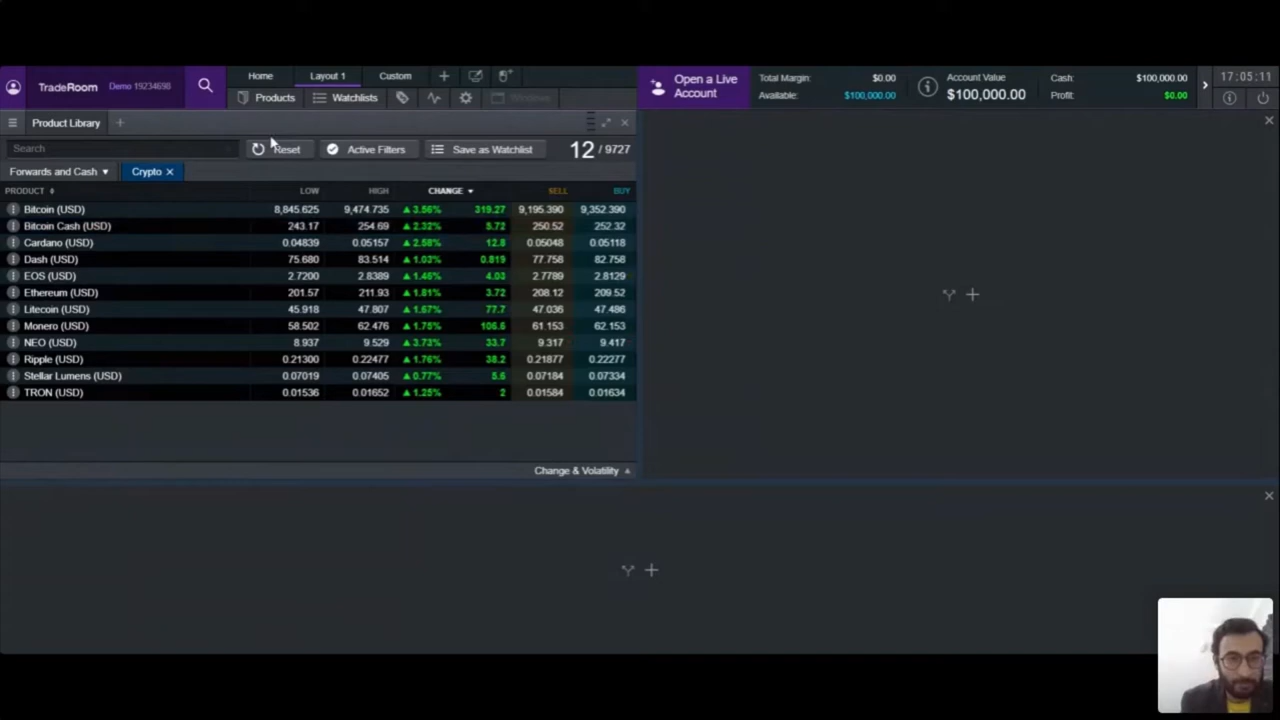 TradeRoom Demo 19234698 Home Layout 1 Custom Open a Live Account Total Margin: $0.00 Account Value Cash: $100,000.00 17:05:11
Products Watchlists Windows Available: $100,000.00 $100,000.00 Profit: $0.00
Product Library
Search Reset Active Filters Save as Watchlist 12 / 9727
Forwards and Cash Crypto
PRODUCT LOW HIGH CHANGE SELL BUY
Bitcoin (USD) 8,845.625 9,474.735 3.56% 319.27 9,195.390 9,352.390
Bitcoin Cash (USD) 243.17 254.69 2.32% 5.72 250.52 252.32
Cardano (USD) 0.04839 0.05157 2.58% 12.8 0.05048 0.05118
Dash (USD) 75.680 83.514 1.03% 0.819 77.758 82.758
EOS (USD) 2.7200 2.8389 1.46% 4.03 2.7789 2.8129
Ethereum (USD) 201.57 211.93 1.81% 3.72 208.12 209.52
Litecoin (USD) 45.918 47.807 1.67% 77.7 47.036 47.486
Monero (USD) 58.502 62.476 1.75% 106.6 61.153 62.153
NEO (USD) 8.937 9.529 3.73% 33.7 9.317 9.417
Ripple (USD) 0.21300 0.22477 1.76% 38.2 0.21877 0.22277
Stellar Lumens (USD) 0.07019 0.07405 0.77% 5.6 0.07184 0.07334
TRON (USD) 0.01536 0.01652 1.25% 2 0.01584 0.01634
Change & Volatility